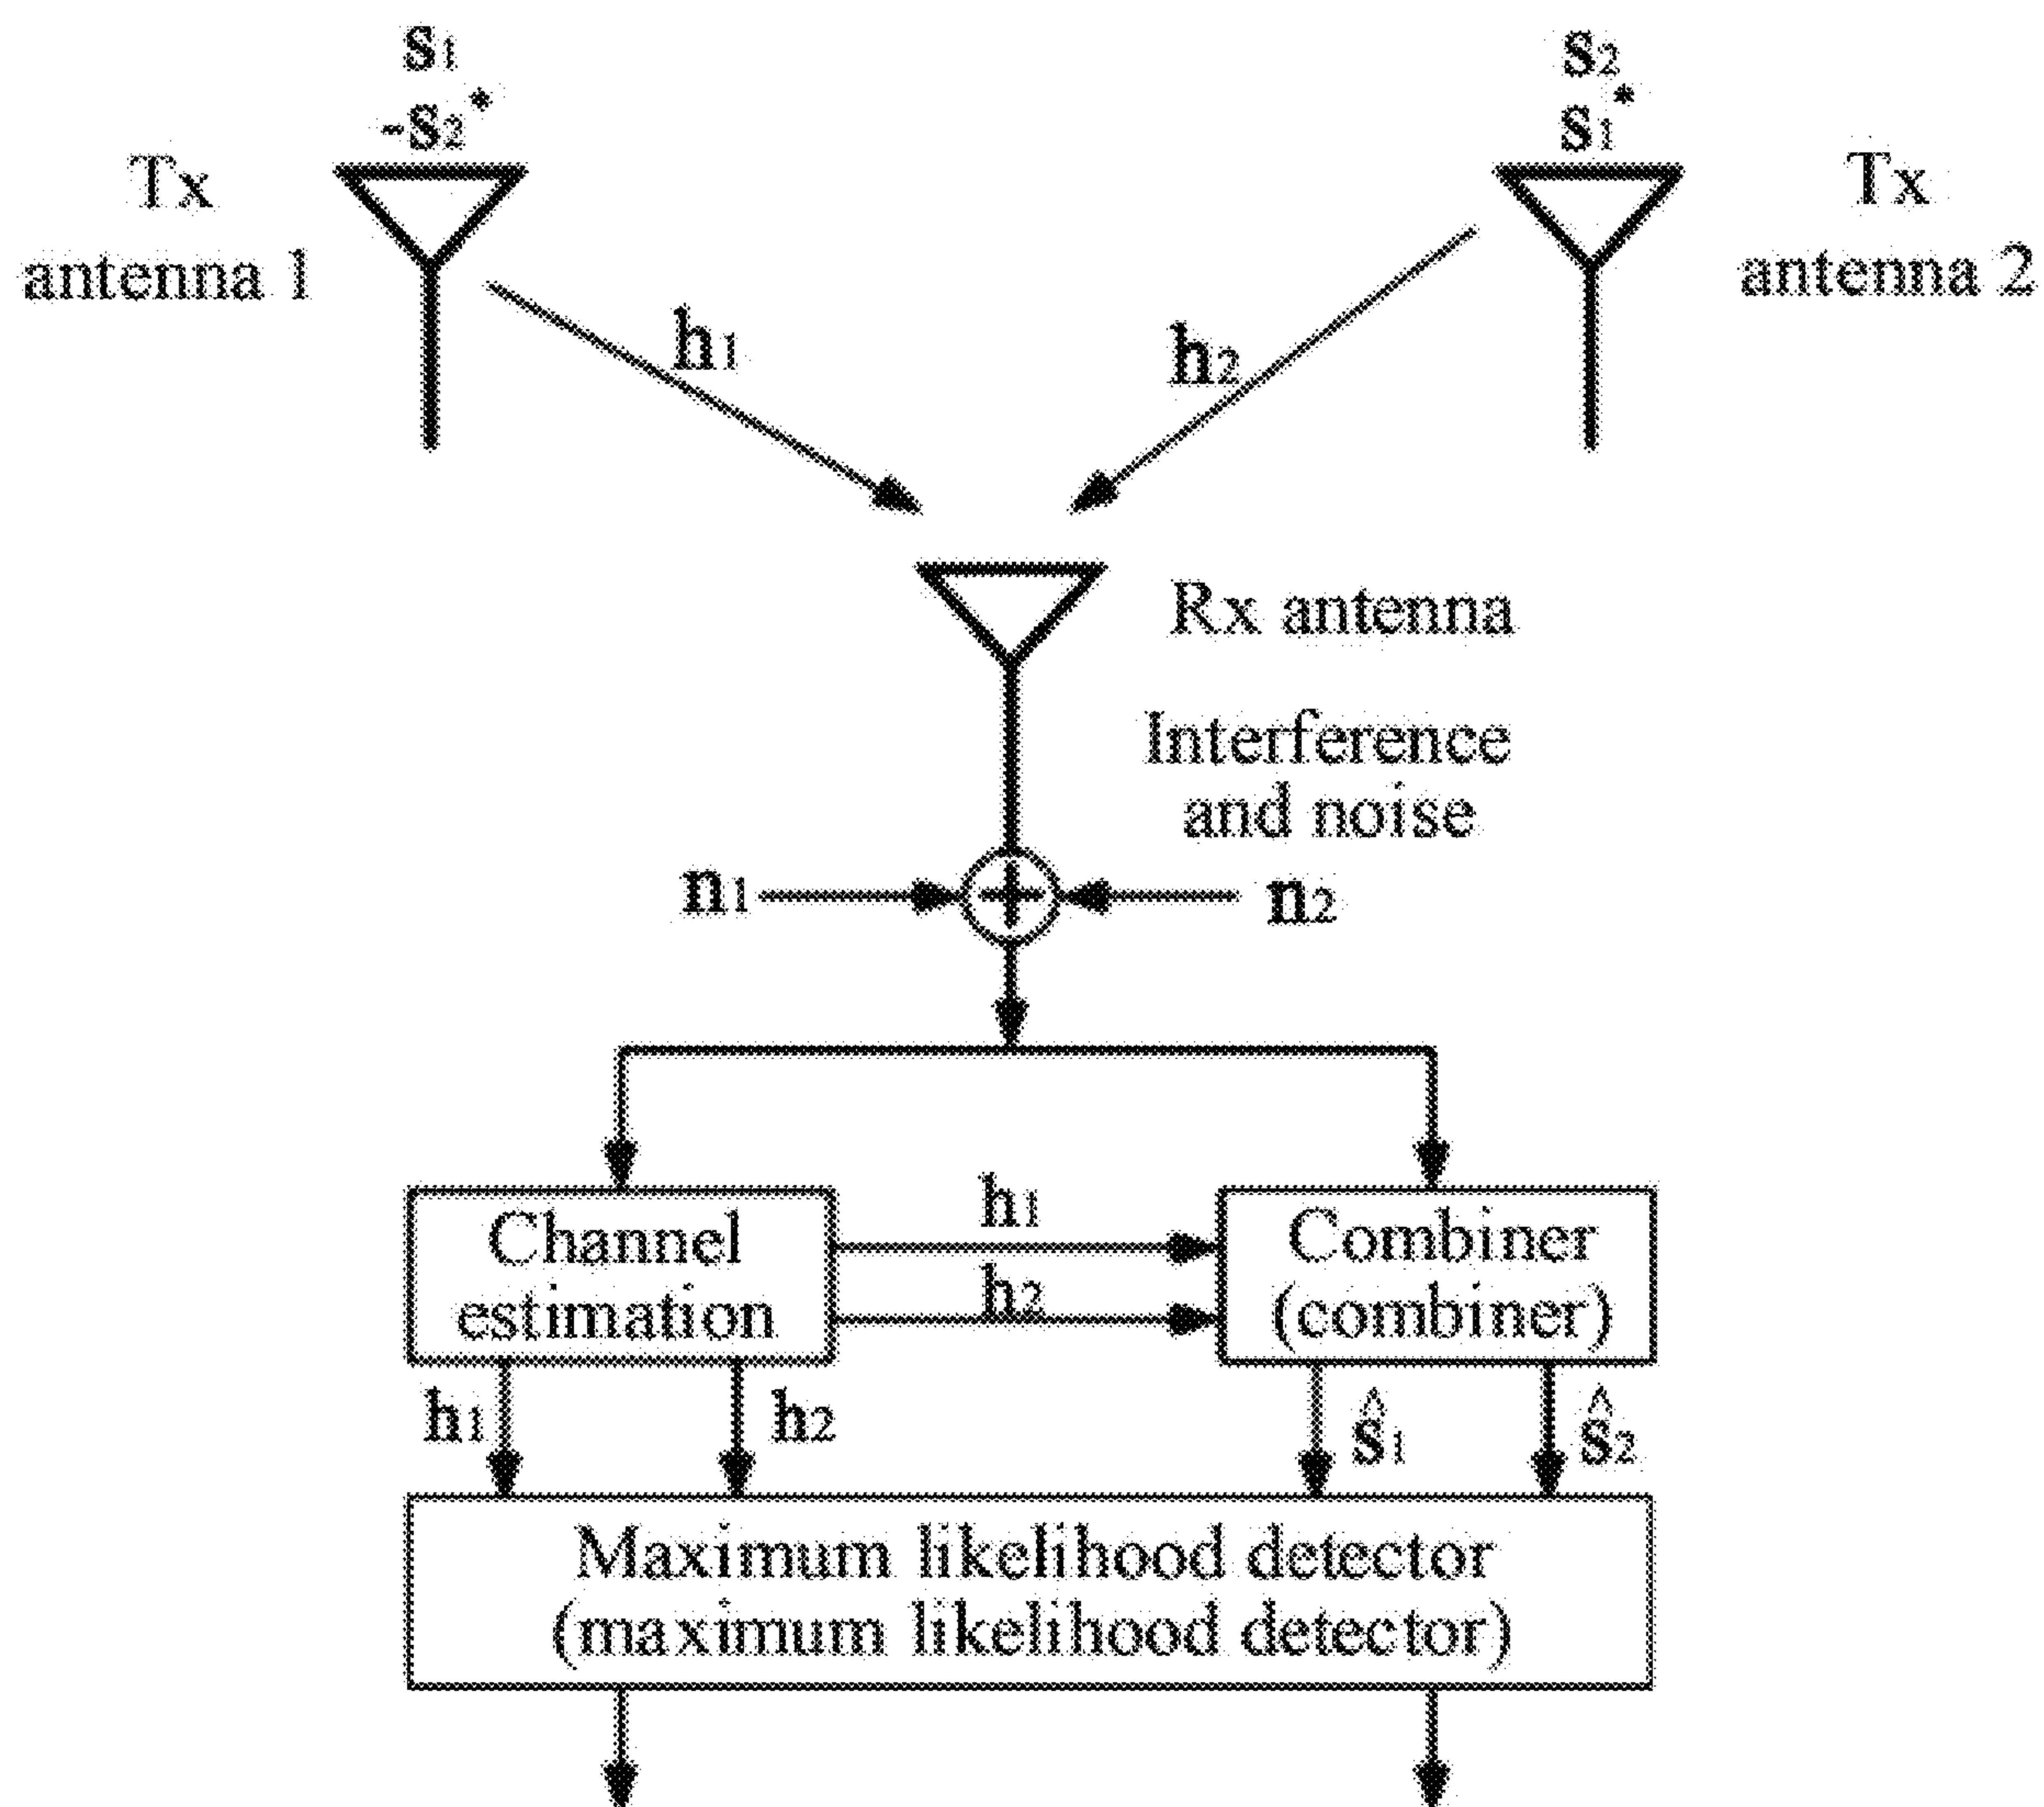 s1
-s2*
s2
s1*
Tx
antenna 1
Tx
antenna 2
h1
h2
Rx antenna
Interference
and noise
n1
n2
Channel
estimation
h1
h2
Combiner
(combiner)
h1
h2
ŝ1
ŝ2
Maximum likelihood detector
(maximum likelihood detector)